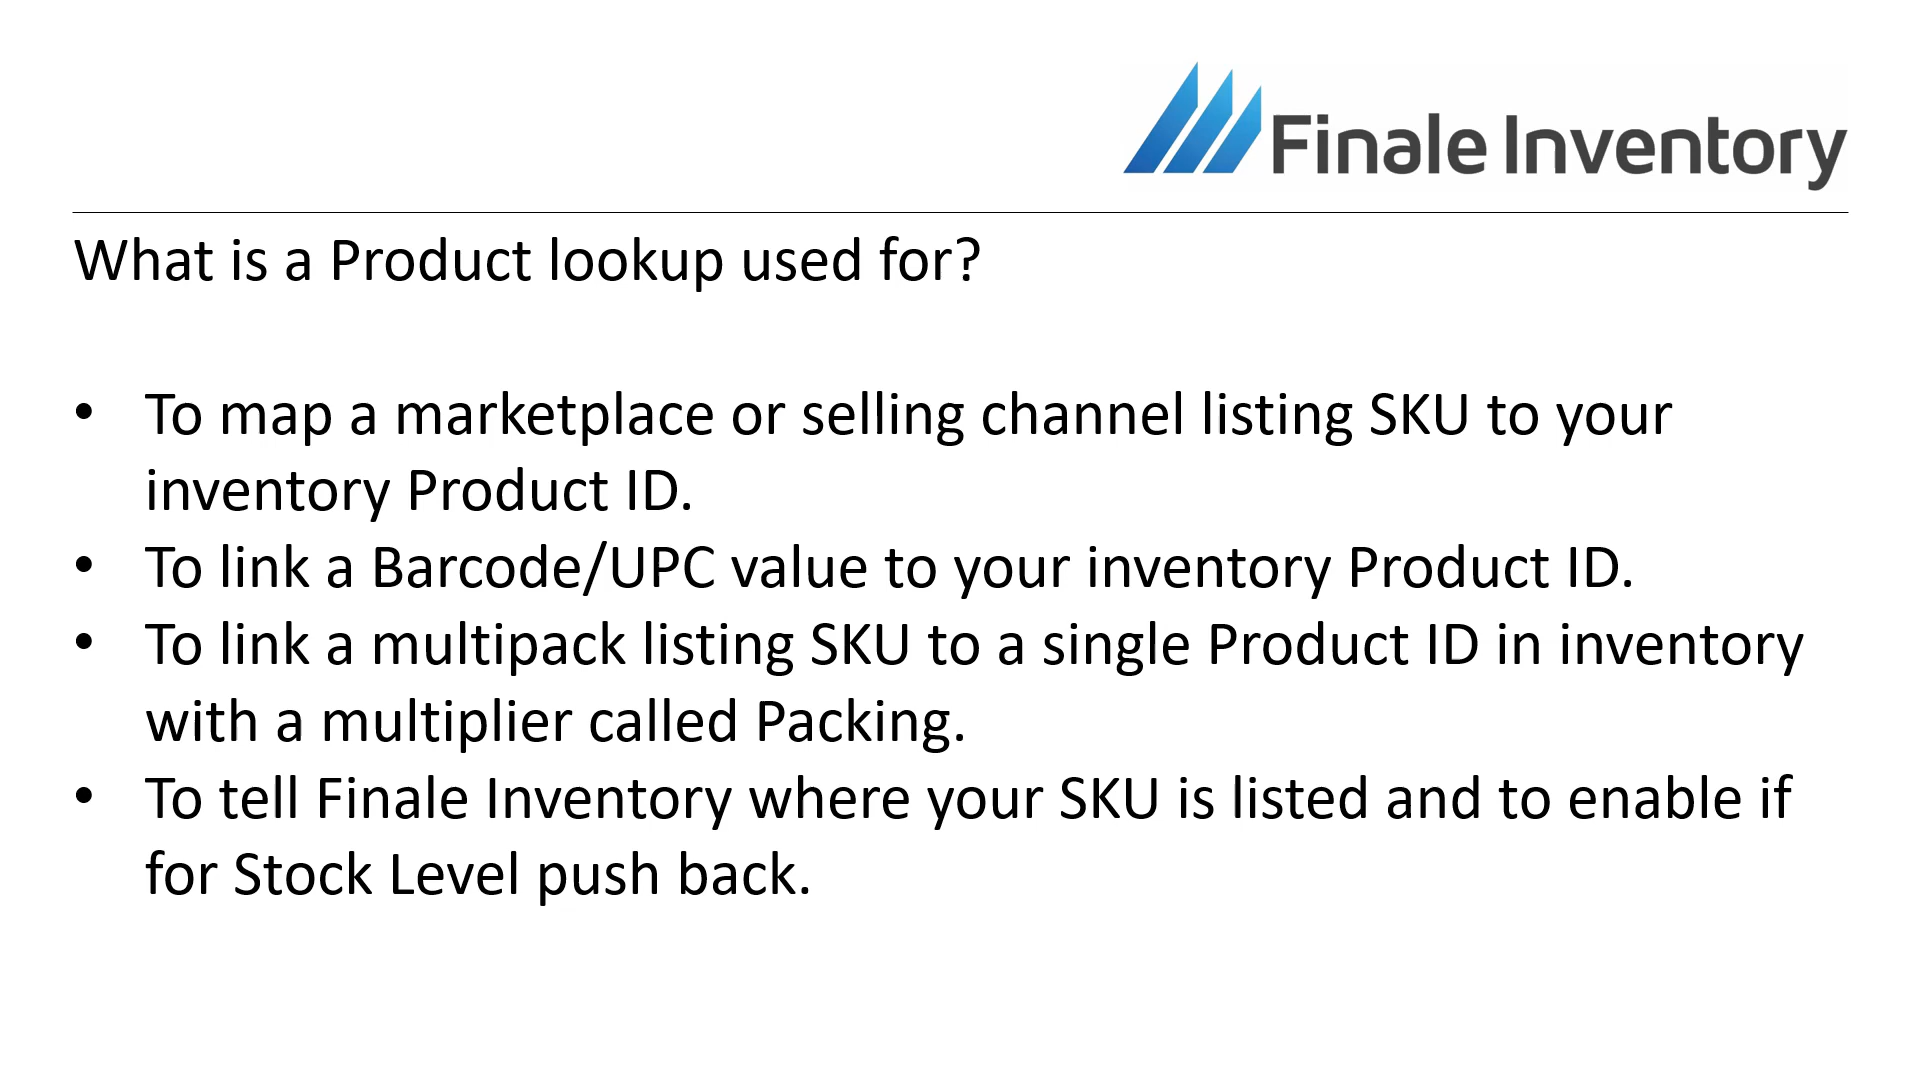 Finale Inventory
What is a Product lookup used for?
• To map a marketplace or selling channel listing SKU to your
inventory Product ID.
• To link a Barcode/UPC value to your inventory Product ID.
• To link a multipack listing SKU to a single Product ID in inventory
with a multiplier called Packing.
• To tell Finale Inventory where your SKU is listed and to enable if
for Stock Level push back.